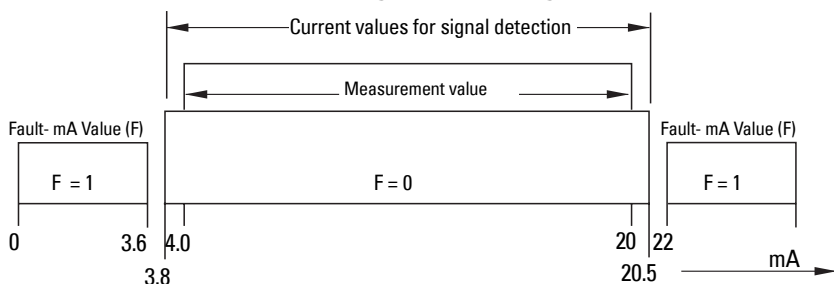 Current values for signal detection
Measurement value
Fault- mA Value (F)
Fault- mA Value (F)
F = 1
F = 0
F = 1
0
3.6
4.0
20
22
3.8
20.5
mA